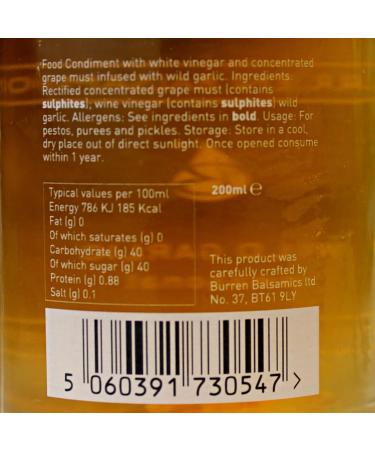 Food Condiment with white vinegar and concentrated
grape must infused with wild garlic. Ingredients:
Rectified concentrated grape must (contains
sulphites); wine vinegar (contains sulphites) wild
garlic. Allergens: See ingredients in bold. Usage: For
pestos, purees and pickles. Storage: Store in a cool,
dry place out of direct sunlight. Once opened consume
within 1 year.
Typical values per 100ml
Energy 786 KJ 185 Kcal
Fat (g) 0
Of which saturates (g) 0
Carbohydrate (g) 40
Of which sugar (g) 40
Protein (g) 0.88
Salt (g) 0.1
200ml ℮
This product was
carefully crafted by
Burren Balsamics ltd.
No. 37, BT61 9LY
5 060391 730547 >